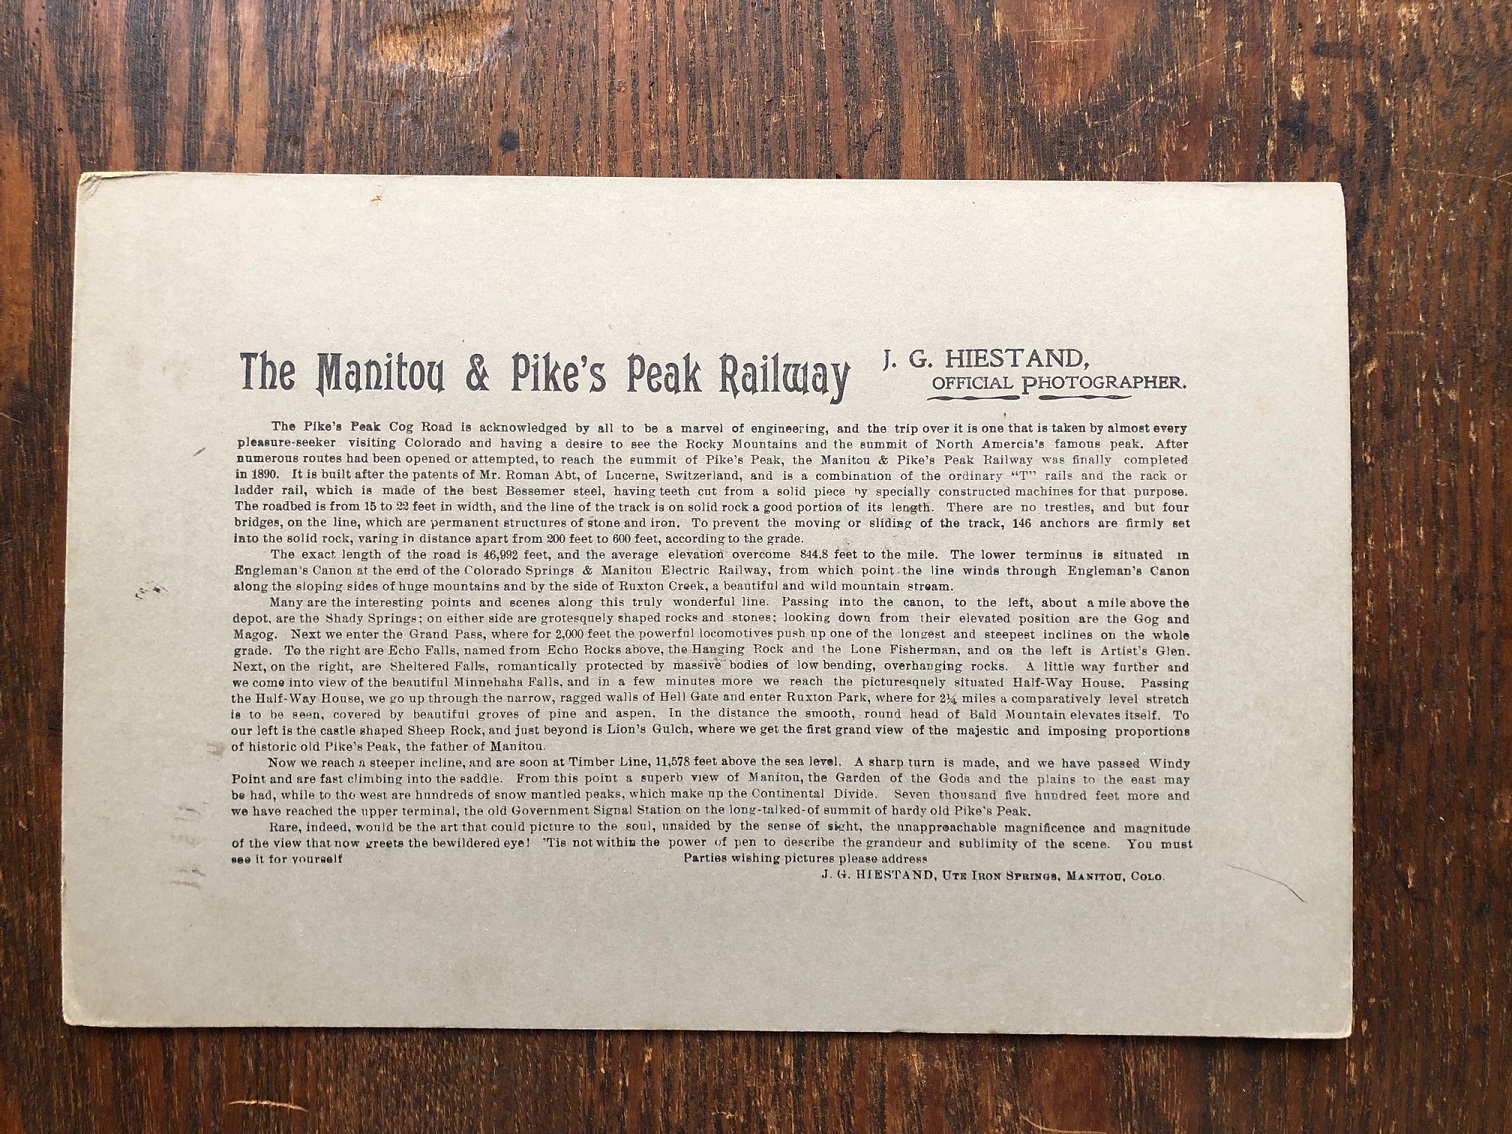 The Manitou & Pike's Peak Railway
J. G. HIESTAND,
OFFICIAL PHOTOGRAPHER.
The Pike's Peak Cog Road is acknowledged by all to be a marvel of engineering, and the trip over it is one that is taken by almost every
pleasure-seeker visiting Colorado and having a desire to see the Rocky Mountains and the summit of North Amercia's famous peak. After
numerous routes had been opened or attempted, to reach the summit of Pike's Peak, the Manitou & Pike's Peak Railway was finally completed
in 1890. It is built after the patents of Mr. Roman Abt, of Lucerne, Switzerland, and is a combination of the ordinary "T" rails and the rack or
ladder rail, which is made of the best Bessemer steel, having teeth cut from a solid piece by specially constructed machines for that purpose.
The roadbed is from 15 to 22 feet in width, and the line of the track is on solid rock a good portion of its length. There are no trestles, and but four
bridges, on the line, which are permanent structures of stone and iron. To prevent the moving or sliding of the track, 146 anchors are firmly set
into the solid rock, varing in distance apart from 200 feet to 600 feet, according to the grade.
The exact length of the road is 46,992 feet, and the average elevation overcome 844.8 feet to the mile. The lower terminus is situated in
Engleman's Canon at the end of the Colorado Springs & Manitou Electric Railway, from which point the line winds through Engleman's Canon
along the sloping sides of huge mountains and by the side of Ruxton Creek, a beautiful and wild mountain stream.
Many are the interesting points and scenes along this truly wonderful line. Passing into the canon, to the left, about a mile above the
depot, are the Shady Springs; on either side are grotesquely shaped rocks and stones; looking down from their elevated position are the Gog and
Magog. Next we enter the Grand Pass, where for 2,000 feet the powerful locomotives push up one of the longest and steepest inclines on the whole
grade. To the right are Echo Falls, named from Echo Rocks above, the Hanging Rock and the Lone Fisherman, and on the left is Artist's Glen.
Next, on the right, are Sheltered Falls, romantically protected by massive bodies of low bending, overhanging rocks. A little way further and
we come into view of the beautiful Minnehaha Falls, and in a few minutes more we reach the picturesquely situated Half-Way House. Passing
the Half-Way House, we go up through the narrow, ragged walls of Hell Gate and enter Ruxton Park, where for 2¼ miles a comparatively level stretch
is to be seen, covered by beautiful groves of pine and aspen. In the distance the smooth, round head of Bald Mountain elevates itself. To
our left is the castle shaped Sheep Rock, and just beyond is Lion's Gulch, where we get the first grand view of the majestic and imposing proportions
of historic old Pike's Peak, the father of Manitou.
Now we reach a steeper incline, and are soon at Timber Line, 11,578 feet above the sea level. A sharp turn is made, and we have passed Windy
Point and are fast climbing into the saddle. From this point a superb view of Manitou, the Garden of the Gods and the plains to the east may
be had, while to the west are hundreds of snow mantled peaks, which make up the Continental Divide. Seven thousand five hundred feet more and
we have reached the upper terminal, the old Government Signal Station on the long-talked-of summit of hardy old Pike's Peak.
Rare, indeed, would be the art that could picture to the soul, unaided by the sense of sight, the unapproachable magnificence and magnitude
of the view that now greets the bewildered eye! 'Tis not within the power of pen to describe the grandeur and sublimity of the scene. You must
see it for yourself
Parties wishing pictures please address
J. G. HIESTAND, UTE IRON SPRINGS, MANITOU, COLO.